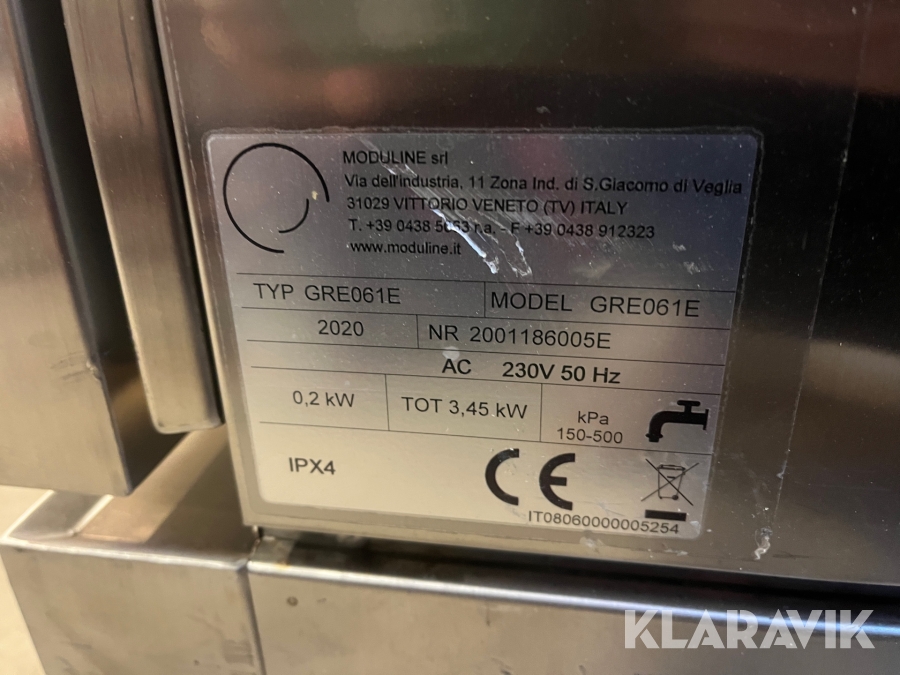 MODULINE srl
Via dell'industria, 11 Zona Ind. di S.Giacomo di Veglia
31029 VITTORIO VENETO (TV) ITALY
T. +39 0438 5053 r.a. - F +39 0438 912323
www.moduline.it
TYP GRE061E MODEL GRE061E
2020 NR 2001186005E
AC 230V 50 Hz
0,2 kW TOT 3,45 kW kPa
150-500
IPX4 CE
IT08060000005254
KLARAVIK